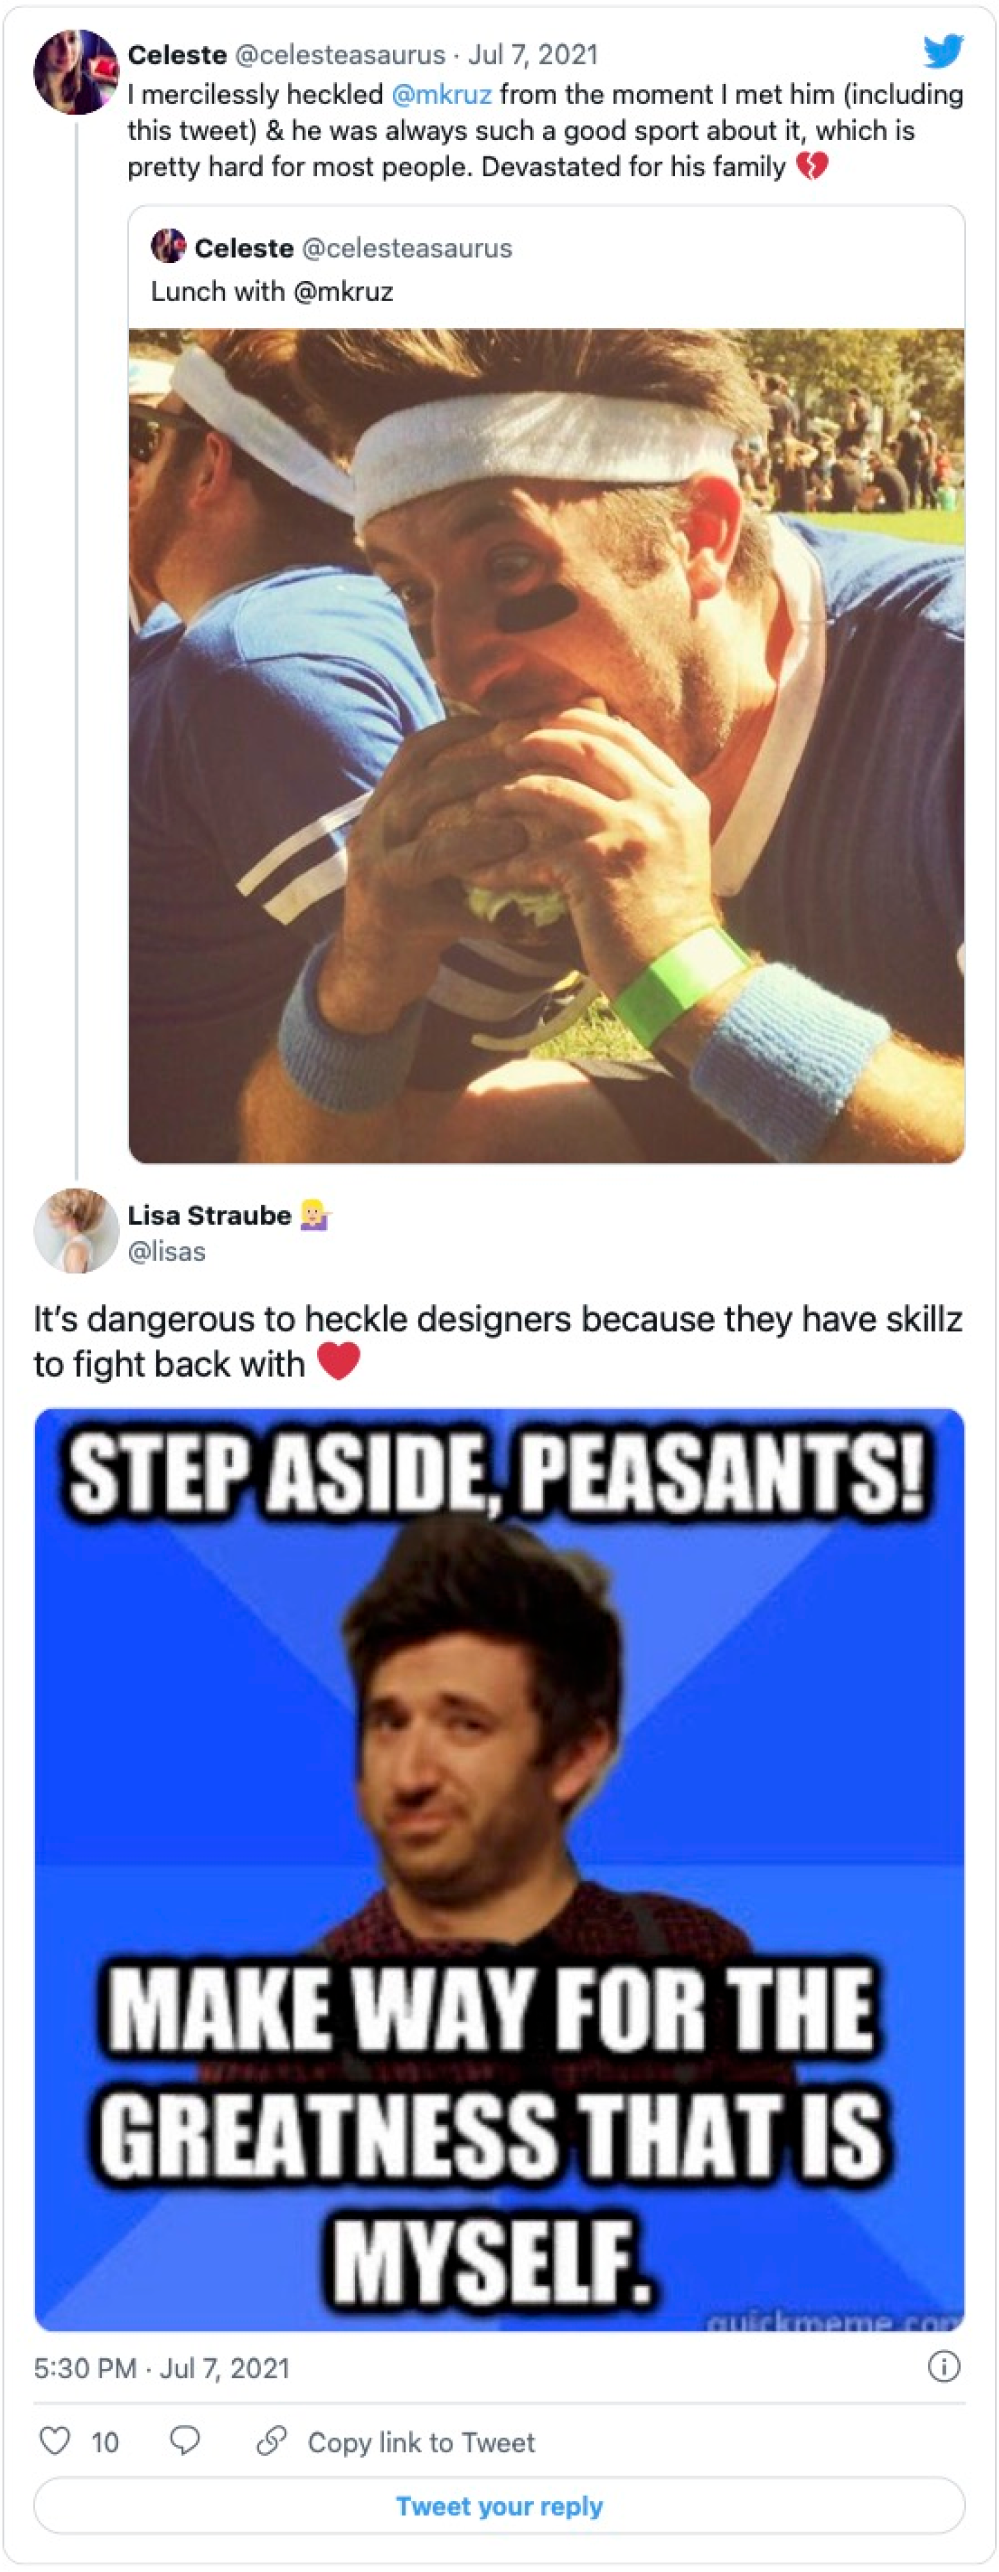 Celeste @celesteasaurus · Jul 7, 2021
I mercilessly heckled @mkruz from the moment I met him (including
this tweet) & he was always such a good sport about it, which is
pretty hard for most people. Devastated for his family 💔
Celeste @celesteasaurus
Lunch with @mkruz
Lisa Straube 💁🏼‍♀️
@lisas
It’s dangerous to heckle designers because they have skillz
to fight back with ❤️
STEP ASIDE, PEASANTS!
MAKE WAY FOR THE
GREATNESS THAT IS
MYSELF.
quickmeme.com
5:30 PM · Jul 7, 2021
10
Copy link to Tweet
Tweet your reply